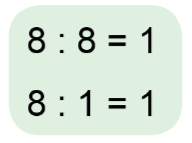 8 : 8 = 1
8 : 1 = 1